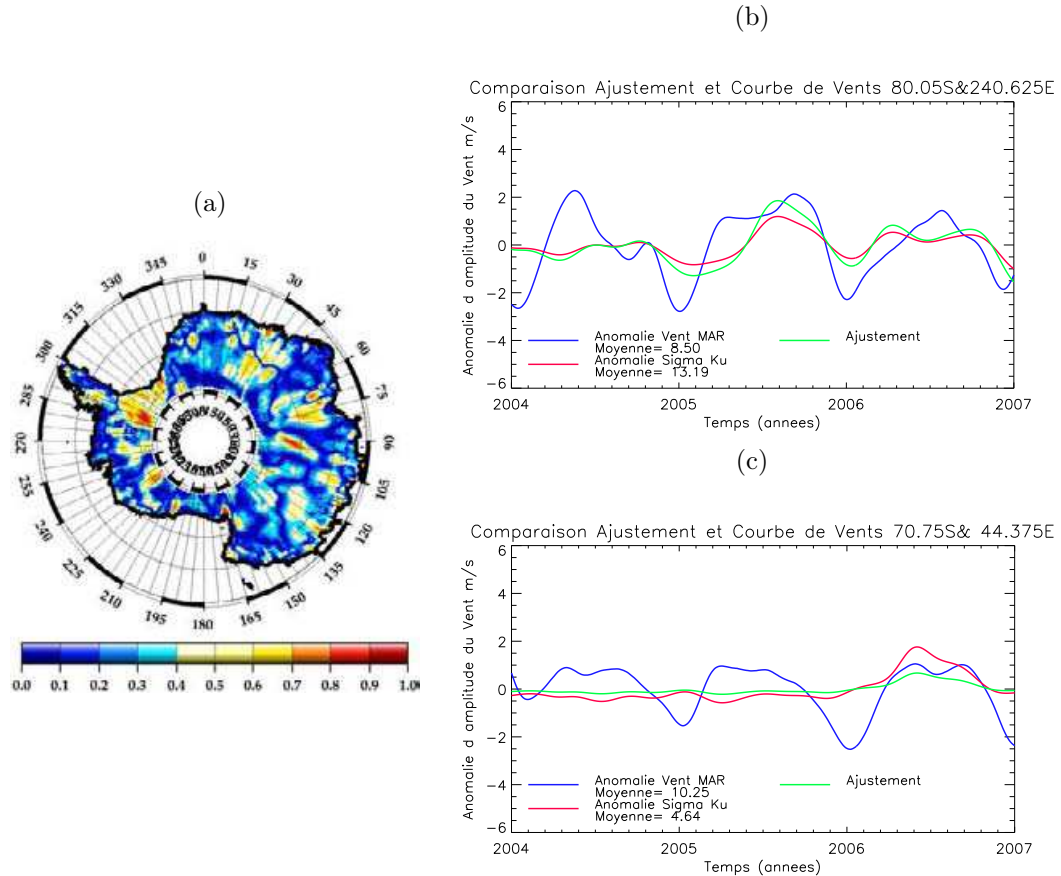 (a)
345
0
15
330
30
315
45
300
60
285
75
270
90
255
105
240
120
225
135
210
150
195
180
165
0.0 0.1 0.2 0.3 0.4 0.5 0.6 0.7 0.8 0.9 1.0
(b)
Comparaison Ajustement et Courbe de Vents 80.05S&240.625E
Anomalie d amplitude du Vent m/s
6
4
2
0
-2
-4
-6
Anomalie Vent MAR
Moyenne= 8.50
Anomalie Sigma Ku
Moyenne= 13.19
Ajustement
2004 2005 2006 2007
Temps (annees)
(c)
Comparaison Ajustement et Courbe de Vents 70.75S& 44.375E
Anomalie d amplitude du Vent m/s
6
4
2
0
-2
-4
-6
Anomalie Vent MAR
Moyenne= 10.25
Anomalie Sigma Ku
Moyenne= 4.64
Ajustement
2004 2005 2006 2007
Temps (annees)